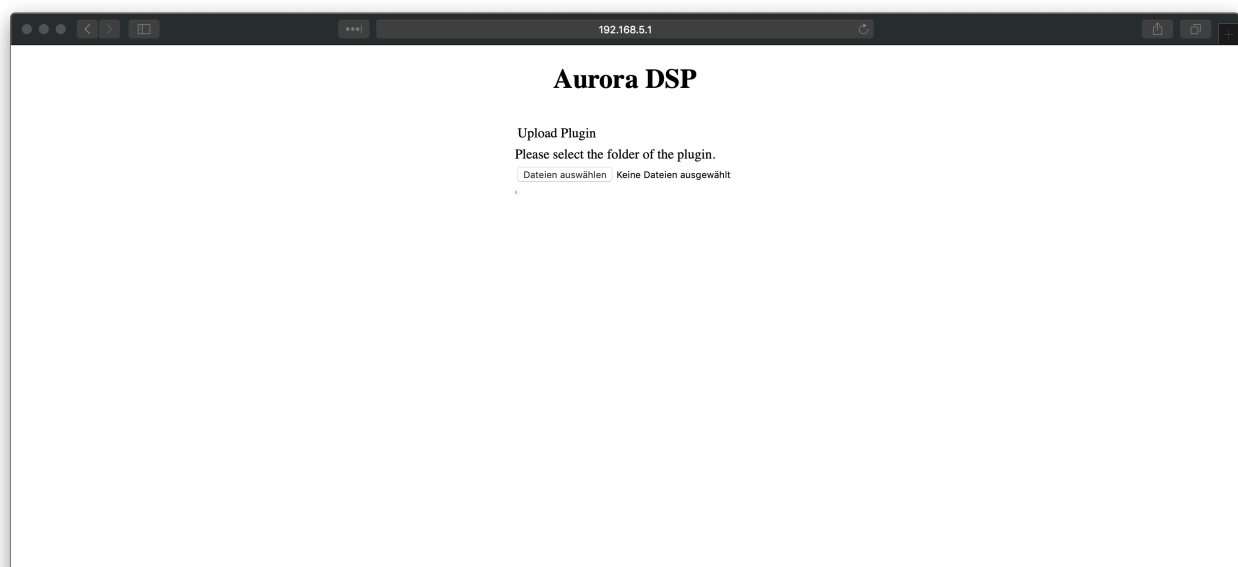 192.168.5.1
Aurora DSP
Upload Plugin
Please select the folder of the plugin.
Dateien auswählen Keine Dateien ausgewählt